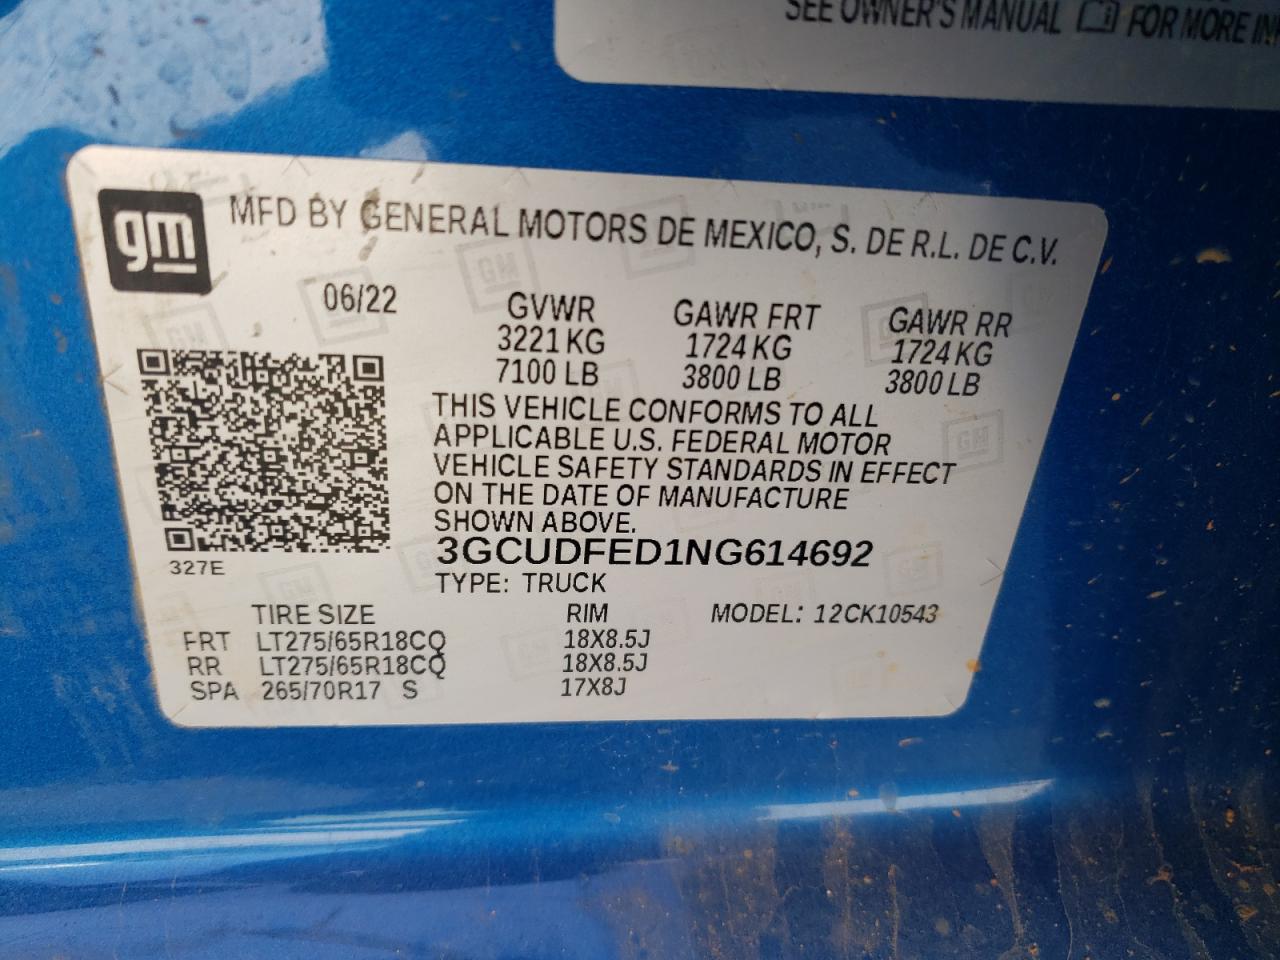 SEE OWNER'S MANUAL FOR MORE
gm
MFD BY GENERAL MOTORS DE MEXICO, S. DE R.L. DE C.V.
06/22 GVWR GAWR FRT GAWR RR
3221 KG 1724 KG 1724 KG
7100 LB 3800 LB 3800 LB
THIS VEHICLE CONFORMS TO ALL
APPLICABLE U.S. FEDERAL MOTOR
VEHICLE SAFETY STANDARDS IN EFFECT
ON THE DATE OF MANUFACTURE
SHOWN ABOVE.
3GCUDFED1NG614692
327E
TYPE: TRUCK
TIRE SIZE RIM MODEL: 12CK10543
FRT LT275/65R18CQ 18X8.5J
RR LT275/65R18CQ 18X8.5J
SPA 265/70R17 S 17X8J